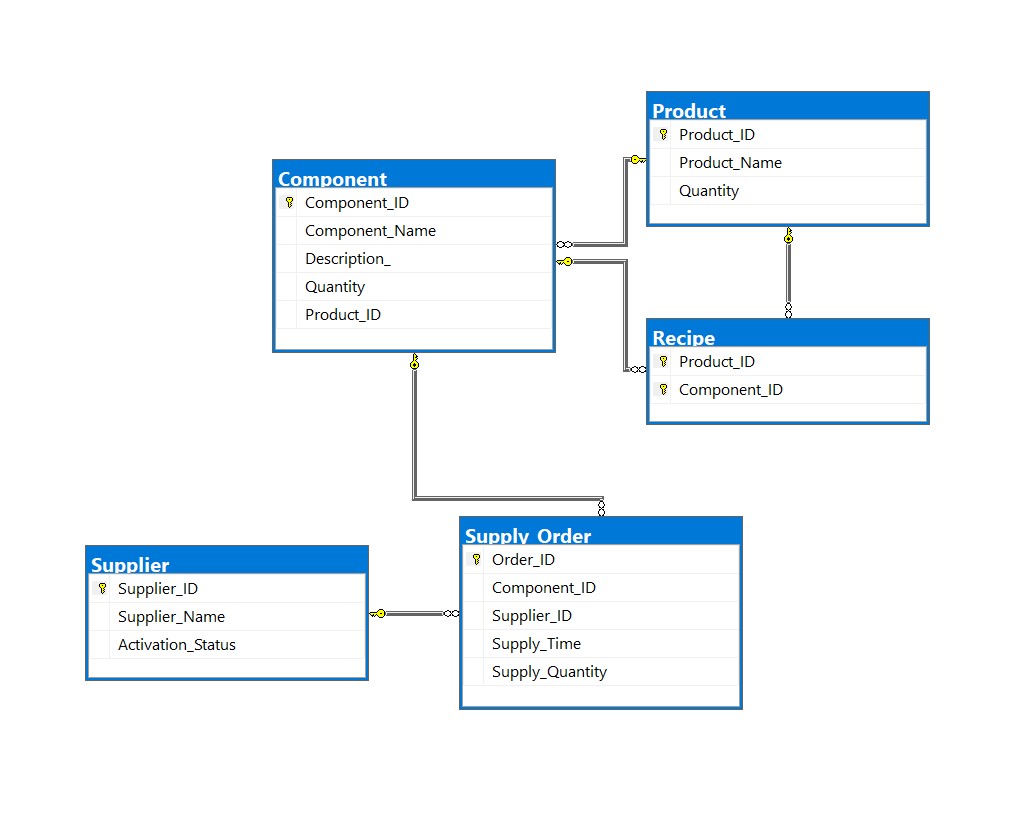 Product
Product_ID
Product_Name
Quantity
Component
Component_ID
Component_Name
Description_
Quantity
Product_ID
Recipe
Product_ID
Component_ID
Supply_Order
Order_ID
Component_ID
Supplier_ID
Supply_Time
Supply_Quantity
Supplier
Supplier_ID
Supplier_Name
Activation_Status